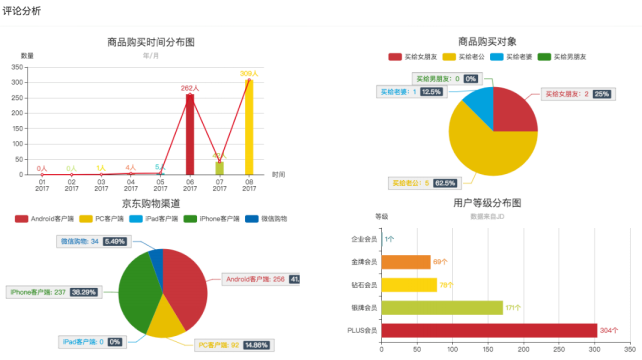 评论分析
商品购买时间分布图
年/月
数量
350
300
250
200
150
100
50
0
0人
0人
1人
4人
5人
262人
309人
01 2017
02 2017
03 2017
04 2017
05 2017
06 2017
07 2017
08 2017
时间
商品购买对象
买给女朋友 买给老公 买给老婆 买给男朋友
买给男朋友：0 0%
买给老婆：1 12.5%
买给女朋友：2 25%
买给老公：5 62.5%
京东购物渠道
Android客户端 PC客户端 iPad客户端 iPhone客户端 微信购物
微信购物: 34 5.49%
iPhone客户端: 237 38.29%
iPad客户端: 0 0%
PC客户端: 92 14.86%
Android客户端: 256 41.
用户等级分布图
数据来自JD
等级
企业会员 1个
金牌会员 69个
钻石会员 78个
银牌会员 171个
PLUS会员 304个
0 50 100 150 200 250 300 350